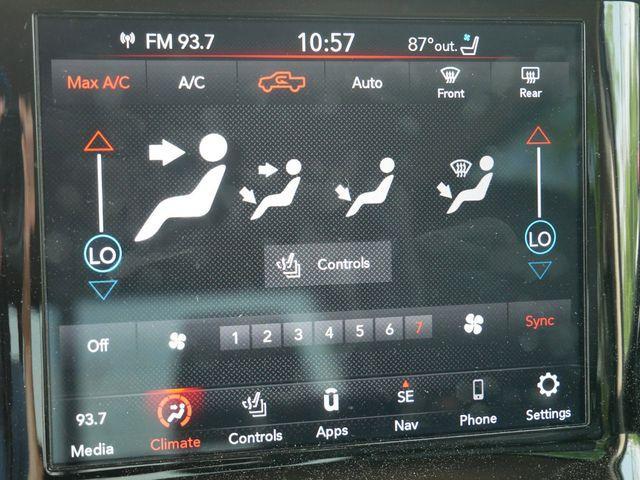 FM 93.7 10:57 87°out.
Max A/C A/C Auto Front Rear
LO LO
Controls
Off 1 2 3 4 5 6 7 Sync
93.7 SE
Media Climate Controls Apps Nav Phone Settings